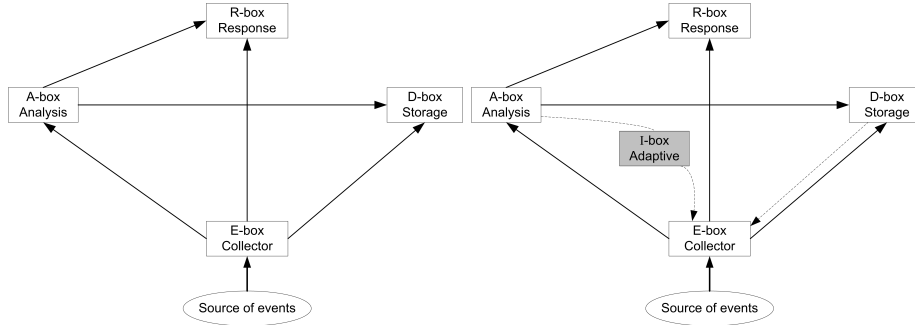 R-box
Response
A-box
Analysis
D-box
Storage
E-box
Collector
Source of events
R-box
Response
A-box
Analysis
D-box
Storage
I-box
Adaptive
E-box
Collector
Source of events